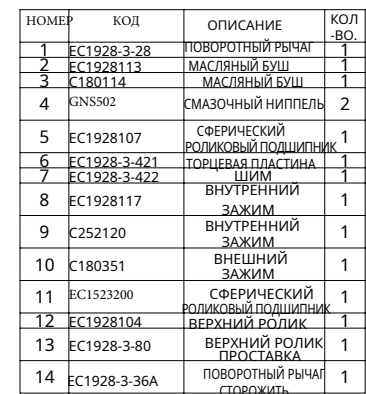 НОМЕР КОД ОПИСАНИЕ КОЛ
-ВО.
1 EC1928-3-28 ПОВОРОТНЫЙ РЫЧАГ 1
2 EC1928113 МАСЛЯНЫЙ БУШ 1
3 C180114 МАСЛЯНЫЙ БУШ 1
4 GNS502 СМАЗОЧНЫЙ НИППЕЛЬ 2
5 EC1928107 СФЕРИЧЕСКИЙ
РОЛИКОВЫЙ ПОДШИПНИК 1
6 EC1928-3-421 ТОРЦЕВАЯ ПЛАСТИНА 1
7 EC1928-3-422 ШИМ 1
8 EC1928117 ВНУТРЕННИЙ
ЗАЖИМ 1
9 C252120 ВНУТРЕННИЙ
ЗАЖИМ 1
10 C180351 ВНЕШНИЙ
ЗАЖИМ 1
11 EC1523200 СФЕРИЧЕСКИЙ
РОЛИКОВЫЙ ПОДШИПНИК 1
12 EC1928104 ВЕРХНИЙ РОЛИК 1
13 EC1928-3-80 ВЕРХНИЙ РОЛИК
ПРОСТАВКА 1
14 EC1928-3-36A ПОВОРОТНЫЙ РЫЧАГ
СТОРОЖИТЬ 1